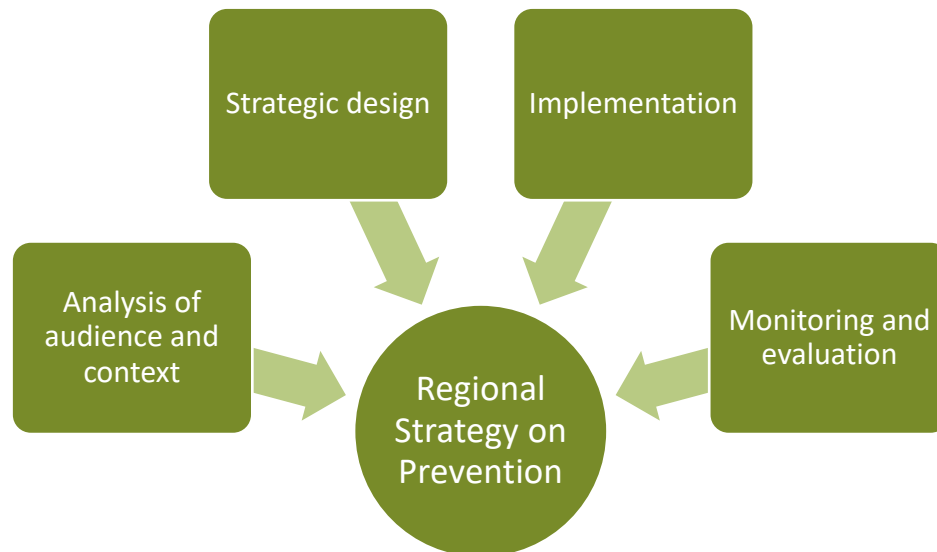 Strategic design
Implementation
Analysis of
audience and
context
Monitoring and
evaluation
Regional
Strategy on
Prevention